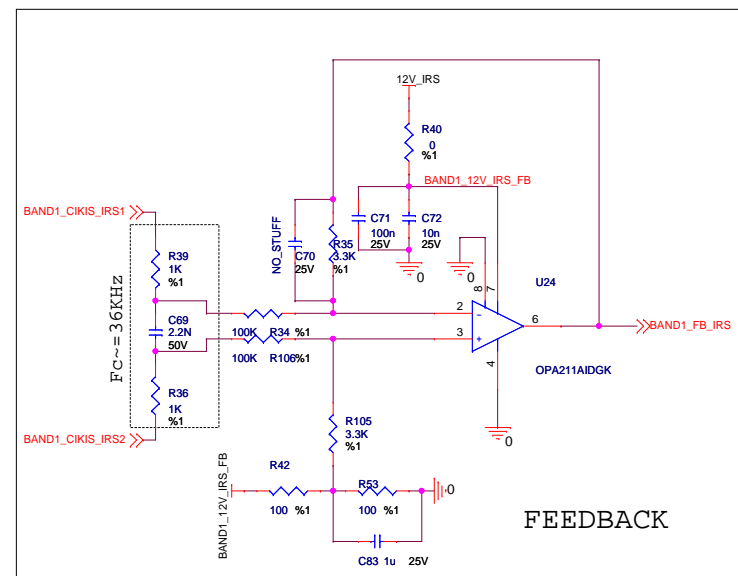 12V_IRS
R40
0
%1
BAND1_12V_IRS_FB
BAND1_CIKIS_IRS1
NO_STUFF
C70
25V
R35
3.3K
%1
C71
100n
25V
C72
10n
25V
0
0
U24
R39
1K
%1
Fc~=36KHz
C69
2.2N
50V
8
7
2
3
6
4
BAND1_FB_IRS
100K R34 %1
100K R106%1
OPA211AIDGK
R36
1K
%1
BAND1_CIKIS_IRS2
0
R105
3.3K
%1
BAND1_12V_IRS_FB
R42
100 %1
R53
100 %1
0
C83 1u 25V
FEEDBACK